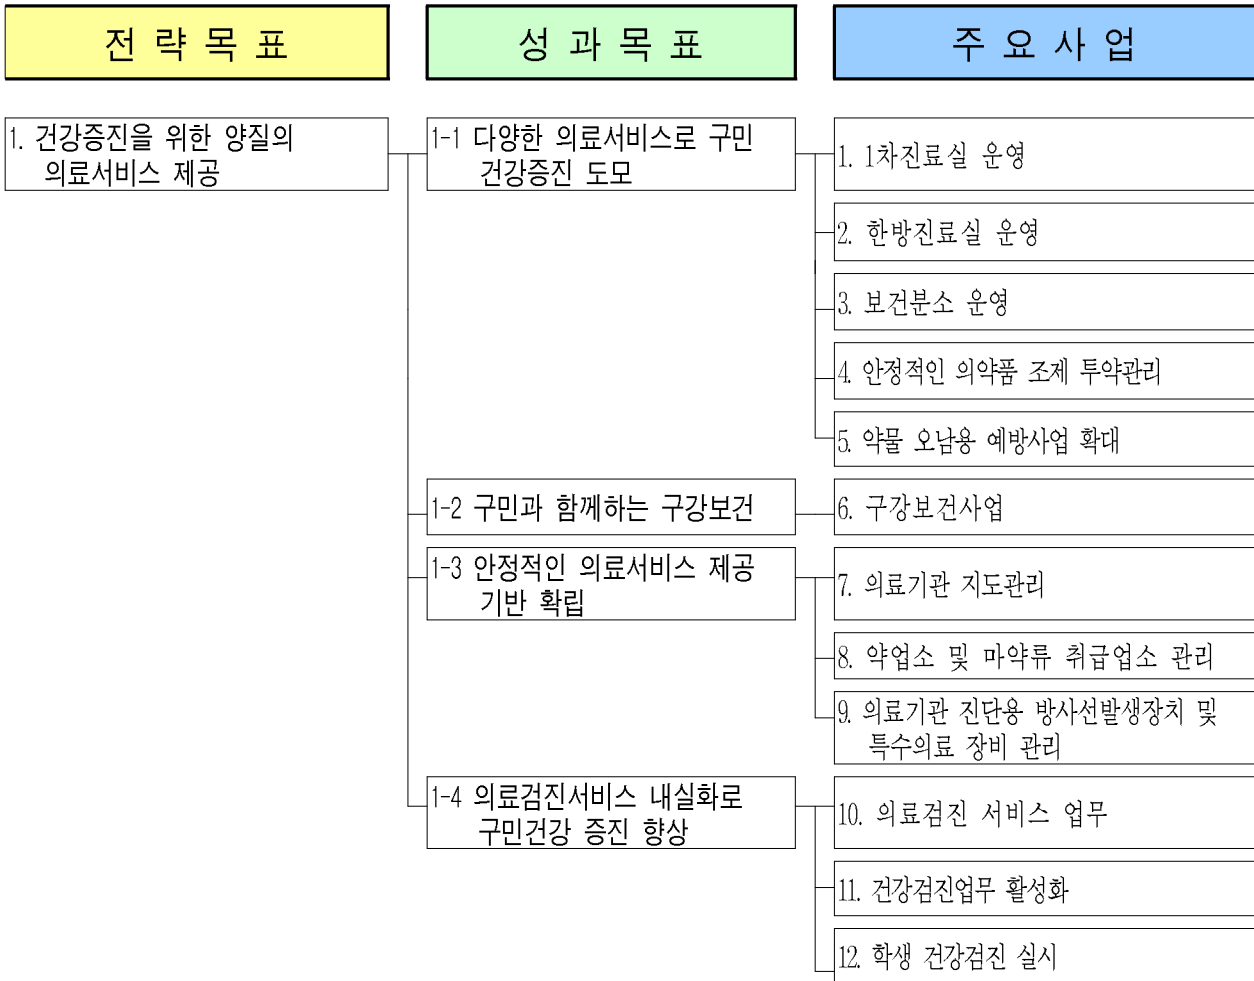 전 략 목 표
성 과 목 표
주 요 사 업
1. 건강증진을 위한 양질의
의료서비스 제공
1-1 다양한 의료서비스로 구민
건강증진 도모
1. 1차진료실 운영
2. 한방진료실 운영
3. 보건분소 운영
4. 안정적인 의약품 조제 투약관리
5. 약물 오남용 예방사업 확대
1-2 구민과 함께하는 구강보건
6. 구강보건사업
1-3 안정적인 의료서비스 제공
기반 확립
7. 의료기관 지도관리
8. 약업소 및 마약류 취급업소 관리
9. 의료기관 진단용 방사선발생장치 및
특수의료 장비 관리
1-4 의료검진서비스 내실화로
구민건강 증진 향상
10. 의료검진 서비스 업무
11. 건강검진업무 활성화
12. 학생 건강검진 실시